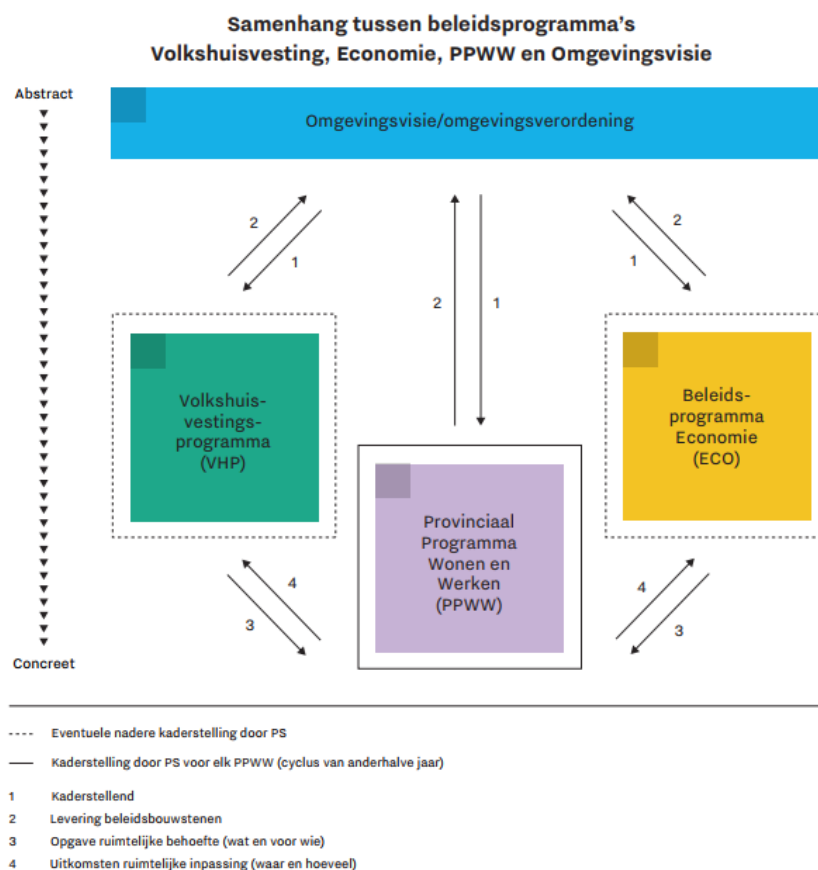 Samenhang tussen beleidsprogramma's
Volkshuisvesting, Economie, PPWW en Omgevingsvisie
Abstract
Omgevingsvisie/omgevingsverordening
2
1
2
1
2
1
Volkshuis-
vestings-
programma
(VHP)
Beleids-
programma
Economie
(ECO)
Provinciaal
Programma
Wonen en
Werken
(PPWW)
4
3
4
3
Concreet
Eventuele nadere kaderstelling door PS
Kaderstelling door PS voor elk PPWW (cyclus van anderhalve jaar)
1 Kaderstellend
2 Levering beleidsbouwstenen
3 Opgave ruimtelijke behoefte (wat en voor wie)
4 Uitkomsten ruimtelijke inpassing (waar en hoeveel)